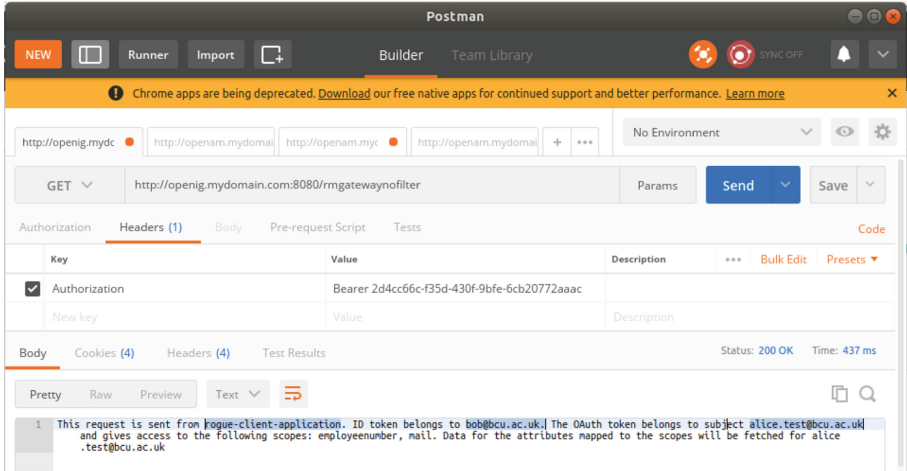 Postman
NEW Runner Import Builder Team Library SYNC OFF
Chrome apps are being deprecated. Download our free native apps for continued support and better performance. Learn more
http://openig.mydc http://openam.mydomai http://openam.myc http://openam.mydomai + ••• No Environment
GET http://openig.mydomain.com:8080/rmgatewaynofilter Params Send Save
Authorization Headers (1) Body Pre-request Script Tests Code
Key Value Description ••• Bulk Edit Presets
Authorization Bearer 2d4cc66c-f35d-430f-9bfe-6cb20772aaac
New key Value Description
Body Cookies (4) Headers (4) Test Results Status: 200 OK Time: 437 ms
Pretty Raw Preview Text
1 This request is sent from rogue-client-application. ID token belongs to bob@bcu.ac.uk. The OAuth token belongs to subject alice.test@bcu.ac.uk
and gives access to the following scopes: employeenumber, mail. Data for the attributes mapped to the scopes will be fetched for alice
.test@bcu.ac.uk